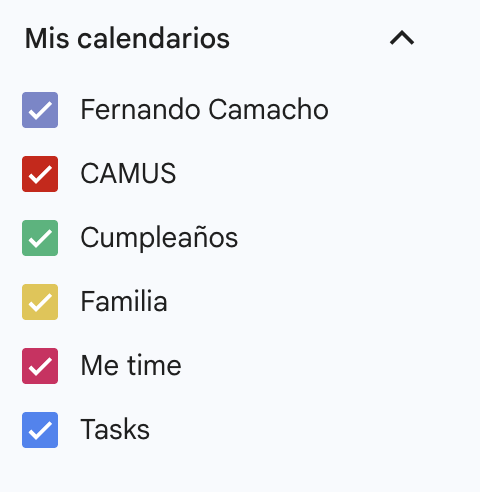 Mis calendarios
Fernando Camacho
CAMUS
Cumpleaños
Familia
Me time
Tasks